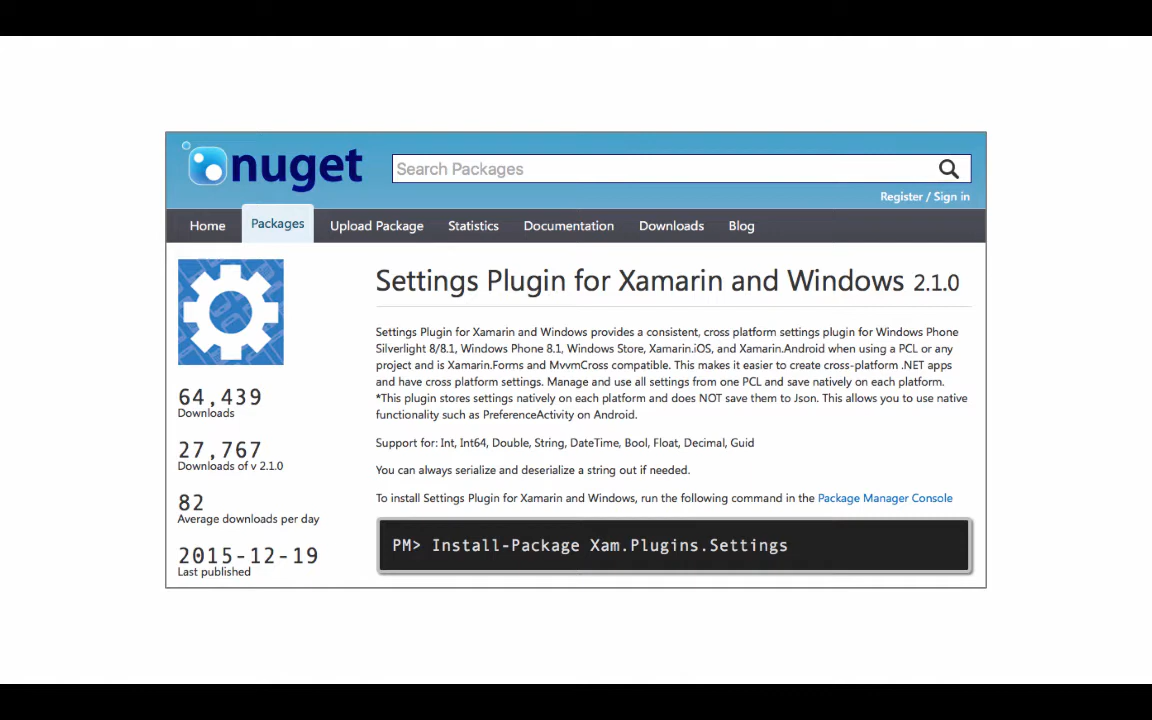 nuget
Search Packages
Register / Sign in
Home Packages Upload Package Statistics Documentation Downloads Blog
Settings Plugin for Xamarin and Windows 2.1.0
Settings Plugin for Xamarin and Windows provides a consistent, cross platform settings plugin for Windows Phone
Silverlight 8/8.1, Windows Phone 8.1, Windows Store, Xamarin.iOS, and Xamarin.Android when using a PCL or any
project and is Xamarin.Forms and MvvmCross compatible. This makes it easier to create cross-platform .NET apps
and have cross platform settings. Manage and use all settings from one PCL and save natively on each platform.
*This plugin stores settings natively on each platform and does NOT save them to Json. This allows you to use native
functionality such as PreferenceActivity on Android.
Support for: Int, Int64, Double, String, DateTime, Bool, Float, Decimal, Guid
You can always serialize and deserialize a string out if needed.
To install Settings Plugin for Xamarin and Windows, run the following command in the Package Manager Console
PM> Install-Package Xam.Plugins.Settings
64,439
Downloads
27,767
Downloads of v 2.1.0
82
Average downloads per day
2015-12-19
Last published